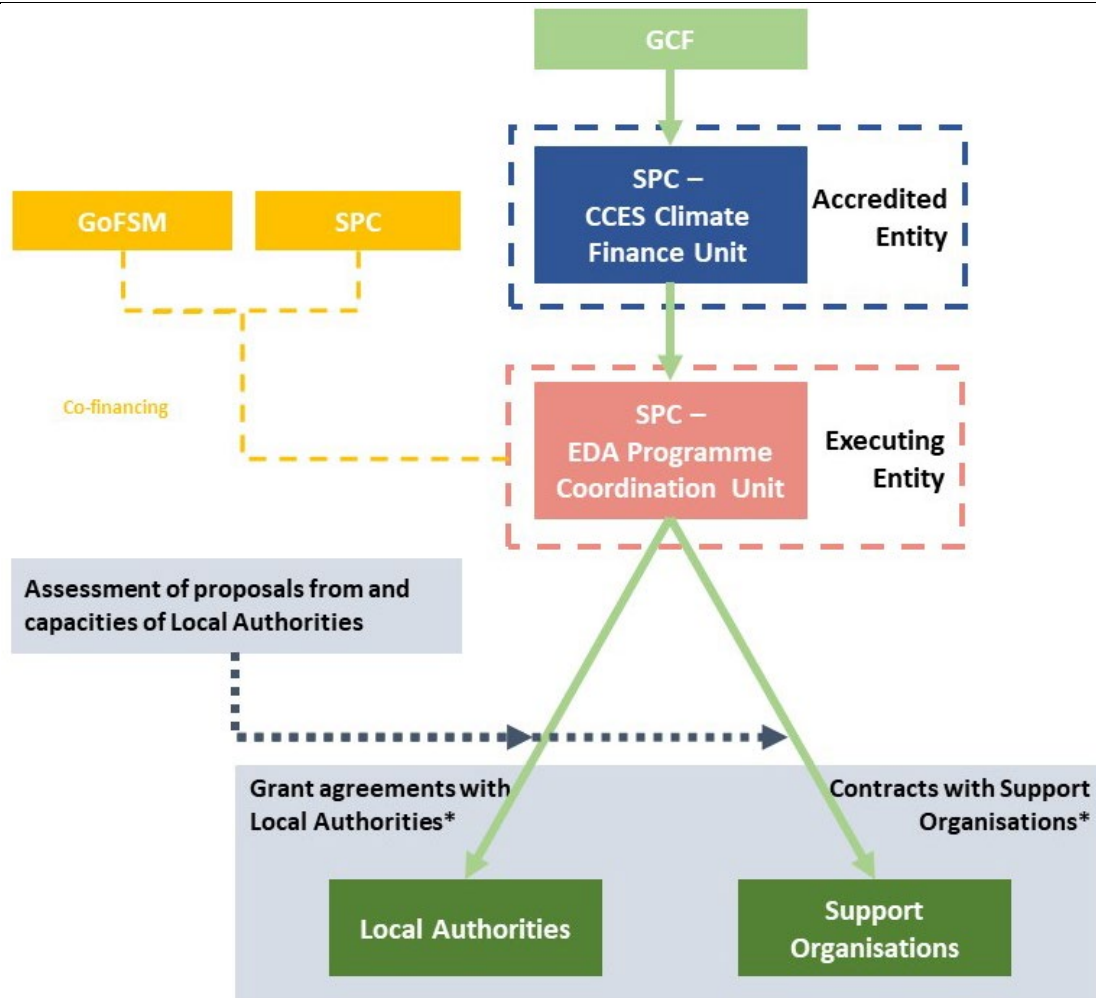 GCF
SPC –
CCES Climate
Finance Unit
Accredited
Entity
GoFSM
SPC
Co-financing
SPC –
EDA Programme
Coordination Unit
Executing
Entity
Assessment of proposals from and
capacities of Local Authorities
Grant agreements with
Local Authorities*
Contracts with Support
Organisations*
Local Authorities
Support
Organisations